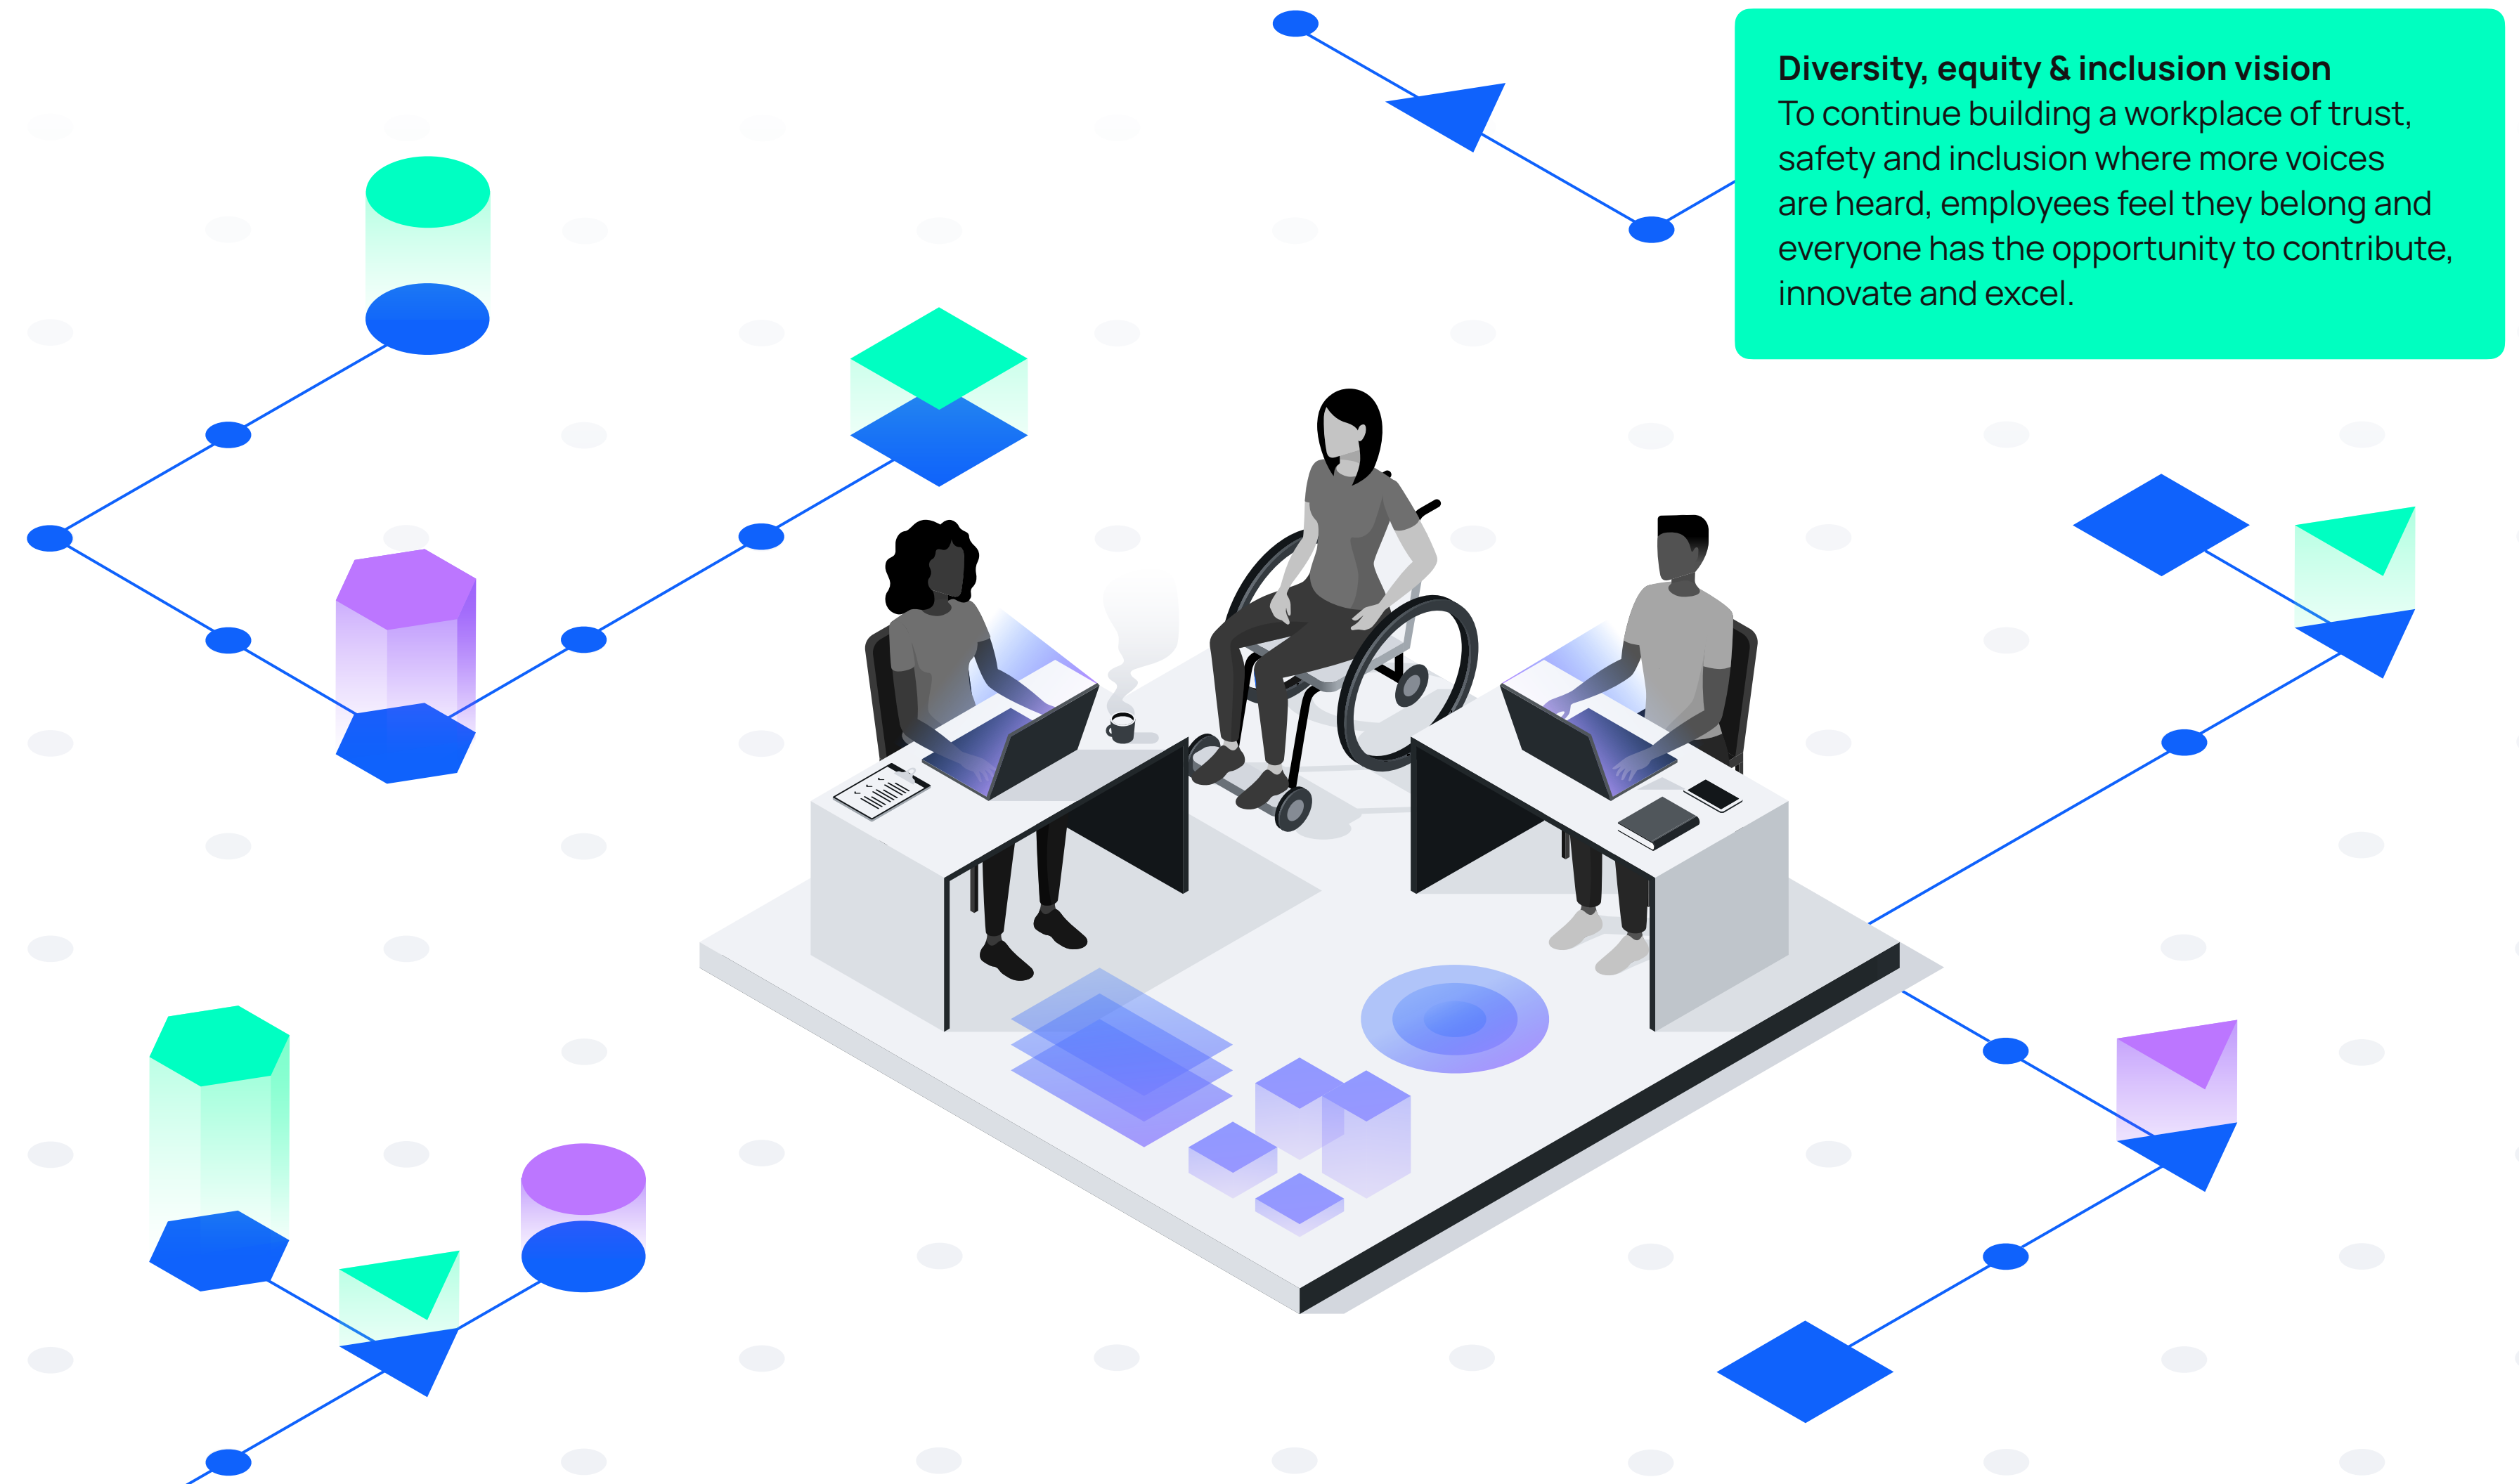 Diversity, equity & inclusion vision
To continue building a workplace of trust,
safety and inclusion where more voices
are heard, employees feel they belong and
everyone has the opportunity to contribute,
innovate and excel.